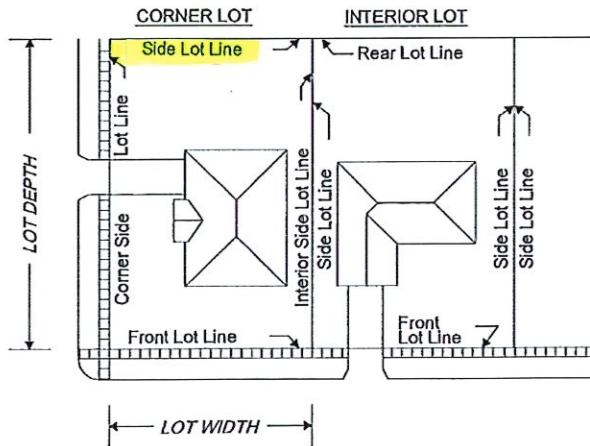 CORNER LOT
INTERIOR LOT
Side Lot Line
Rear Lot Line
Lot Line
Corner Side
LOT DEPTH
Interior Side Lot Line
Side Lot Line
Side Lot Line
Side Lot Line
Front Lot Line
Front
Lot Line
LOT WIDTH